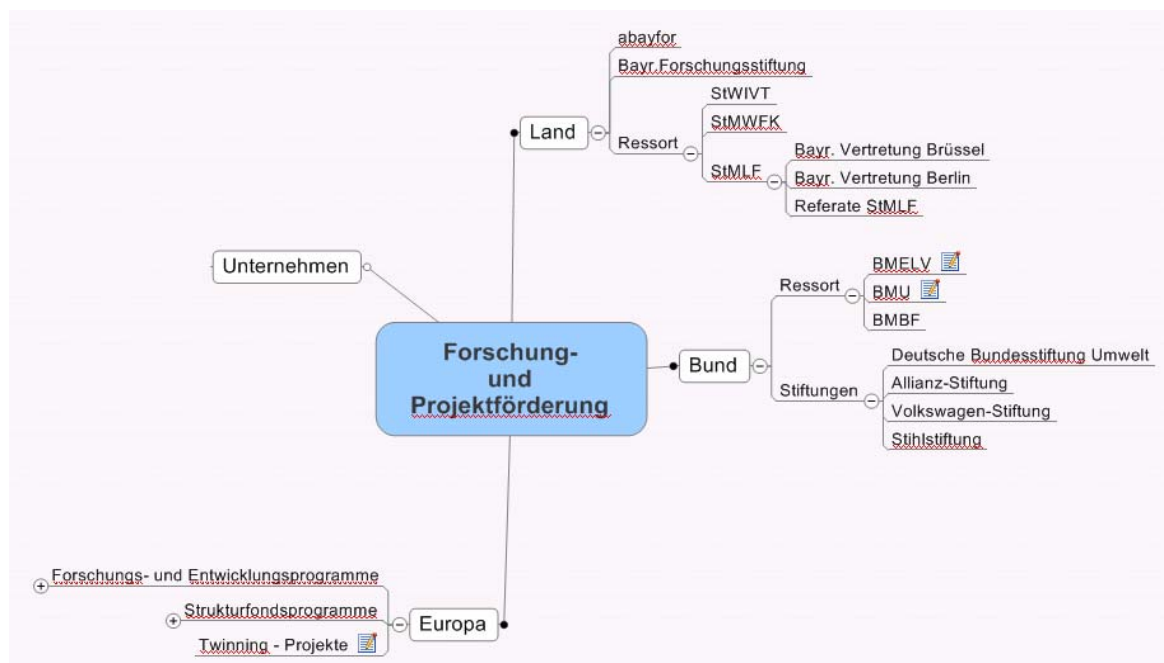 abayfor
Bayr.Forschungsstiftung
Land
Ressort
StWIVT
StMWFK
StMLF
Bayr. Vertretung Brüssel
Bayr. Vertretung Berlin
Referate StMLF
Unternehmen
Forschung-
und
Projektförderung
Bund
Ressort
BMELV
BMU
BMBF
Stiftungen
Deutsche Bundesstiftung Umwelt
Allianz-Stiftung
Volkswagen-Stiftung
Stihlstiftung
Forschungs- und Entwicklungsprogramme
Strukturfondsprogramme
Twinning - Projekte
Europa